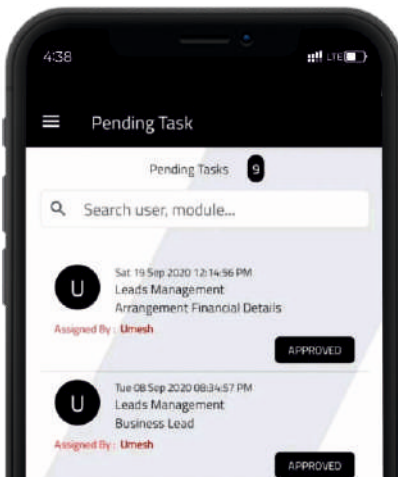 4:38
LTE
Pending Task
Pending Tasks 9
Search user, module...
U
Sat 19 Sep 2020 12:14:56 PM
Leads Management
Arrangement Financial Details
Assigned By : Umesh
APPROVED
U
Tue 08 Sep 2020 08:34:57 PM
Leads Management
Business Lead
Assigned By : Umesh
APPROVED